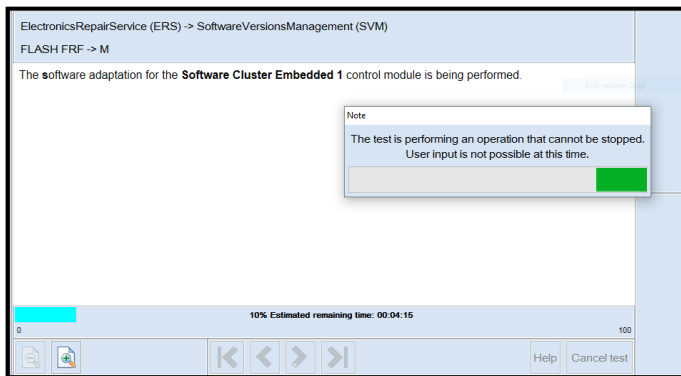 ElectronicsRepairService (ERS) -> SoftwareVersionsManagement (SVM)
FLASH FRF -> M
The software adaptation for the Software Cluster Embedded 1 control module is being performed.
Note
The test is performing an operation that cannot be stopped.
User input is not possible at this time.
10% Estimated remaining time: 00:04:15
0
100
Help
Cancel test